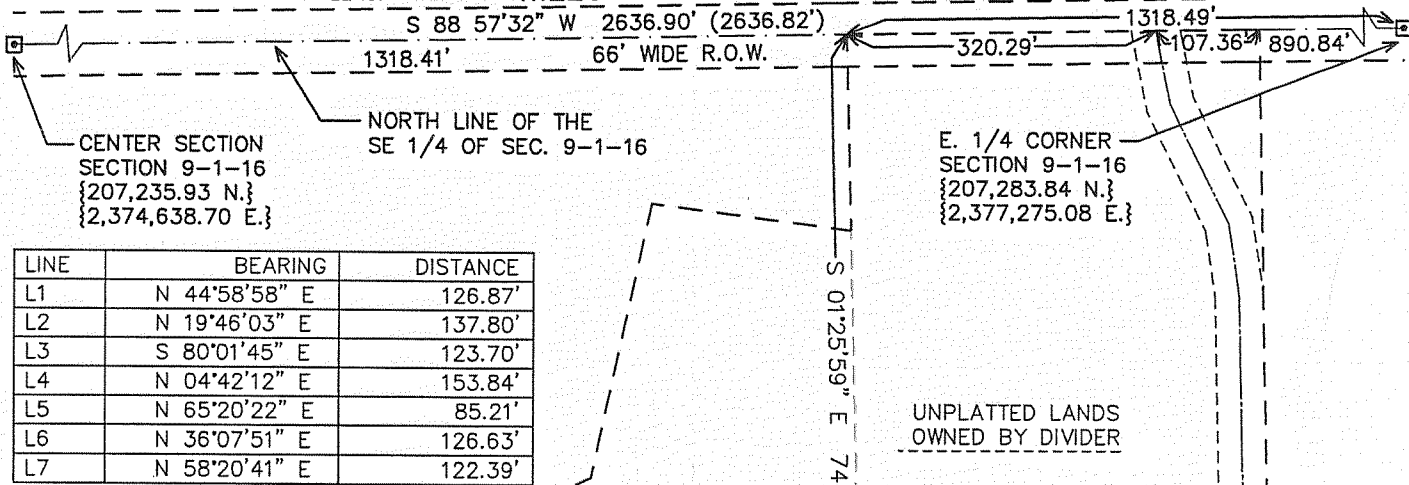 S 88 57'32" W 2636.90' (2636.82')
1318.49'
1318.41'
66' WIDE R.O.W.
320.29'
107.36'
890.84'
CENTER SECTION
SECTION 9-1-16
{207,235.93 N.}
{2,374,638.70 E.}
NORTH LINE OF THE
SE 1/4 OF SEC. 9-1-16
E. 1/4 CORNER
SECTION 9-1-16
{207,283.84 N.}
{2,377,275.08 E.}
LINE BEARING DISTANCE
L1 N 44°58'58" E 126.87'
L2 N 19°46'03" E 137.80'
L3 S 80°01'45" E 123.70'
L4 N 04°42'12" E 153.84'
L5 N 65°20'22" E 85.21'
L6 N 36°07'51" E 126.63'
L7 N 58°20'41" E 122.39'
S 01°25'59" E 74
UNPLATTED LANDS
OWNED BY DIVIDER